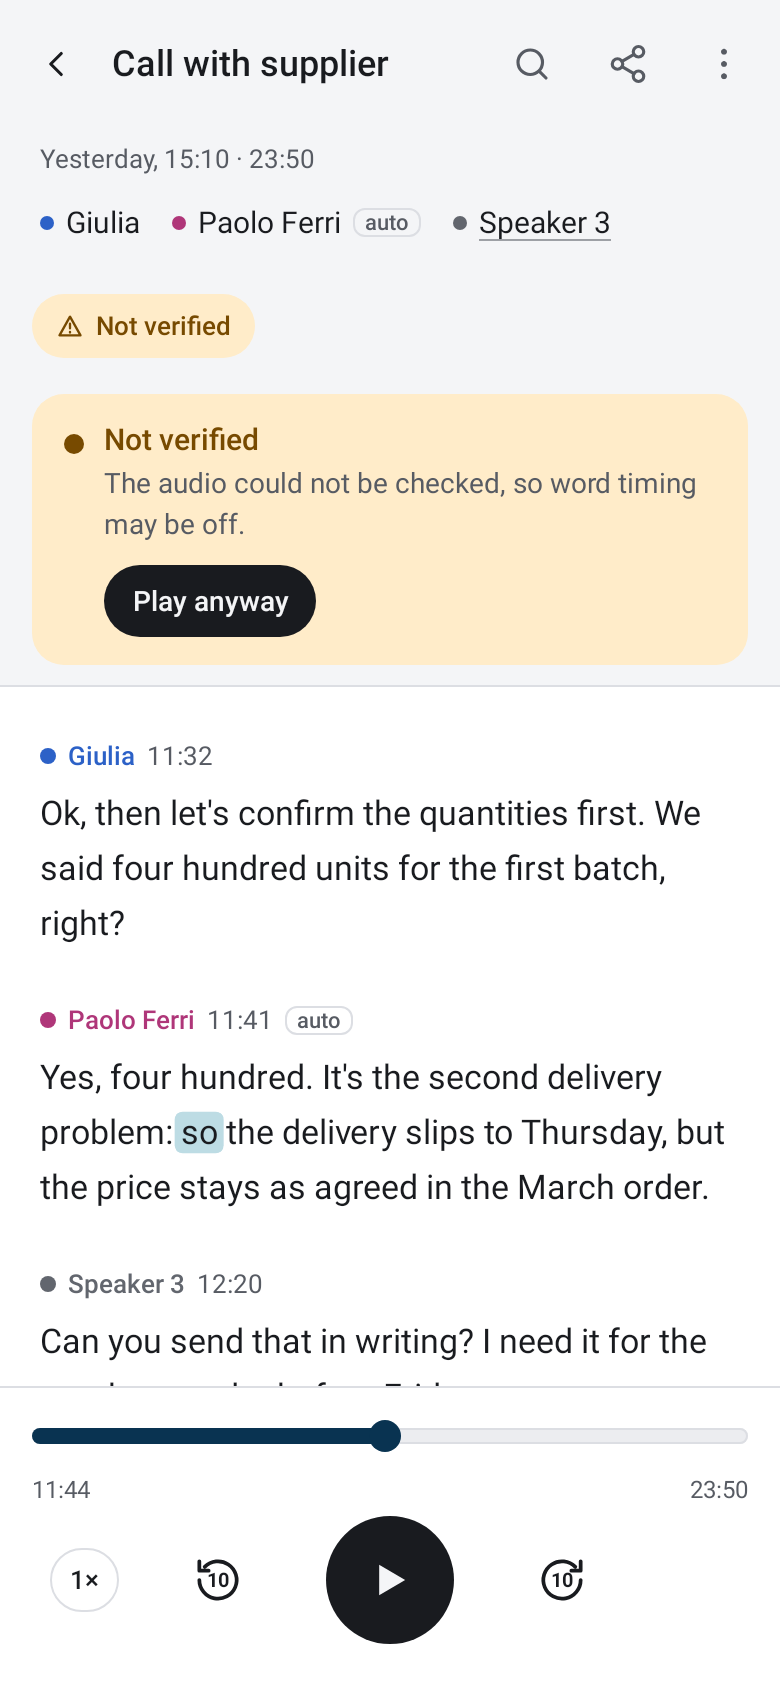 Call with supplier
Yesterday, 15:10 · 23:50
Giulia Paolo Ferri auto Speaker 3
Not verified
Not verified
The audio could not be checked, so word timing
may be off.
Play anyway
Giulia 11:32
Ok, then let's confirm the quantities first. We
said four hundred units for the first batch,
right?
Paolo Ferri 11:41 auto
Yes, four hundred. It's the second delivery
problem: so the delivery slips to Thursday, but
the price stays as agreed in the March order.
Speaker 3 12:20
Can you send that in writing? I need it for the
11:44 23:50
1× 10 10